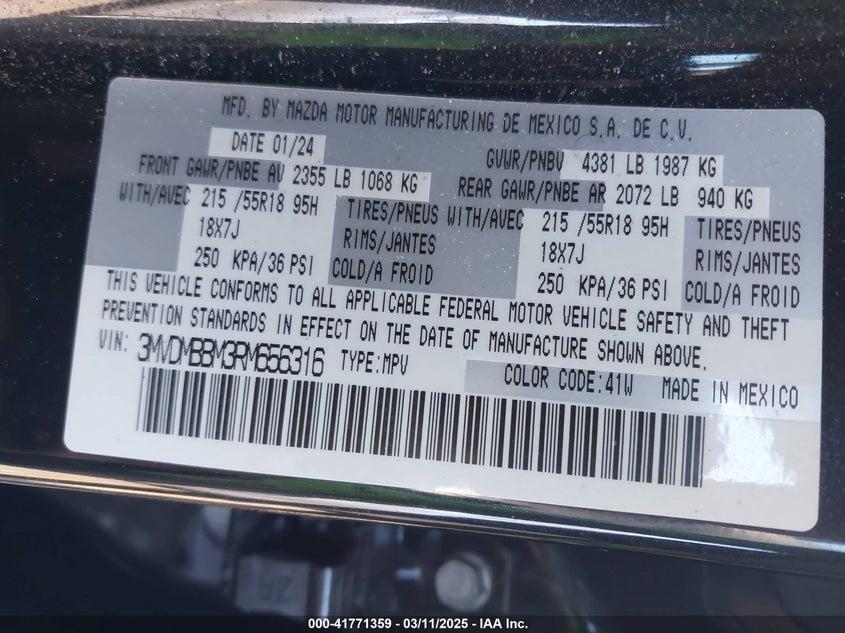 MFD. BY MAZDA MOTOR MANUFACTURING DE MEXICO S.A. DE C.V.
DATE 01/24 GVWR/PNBV 4381 LB 1987 KG
FRONT GAWR/PNBE AV 2355 LB 1068 KG REAR GAWR/PNBE AR 2072 LB 940 KG
WITH/AVEC 215 /55R18 95H TIRES/PNEUS WITH/AVEC 215 /55R18 95H TIRES/PNEUS
18X7J RIMS/JANTES 18X7J RIMS/JANTES
250 KPA/36 PSI COLD/A FROID 250 KPA/36 PSI COLD/A FROID
THIS VEHICLE CONFORMS TO ALL APPLICABLE FEDERAL MOTOR VEHICLE SAFETY AND THEFT
PREVENTION STANDARDS IN EFFECT ON THE DATE OF MANUFACTURE SHOWN ABOVE.
VIN: 3MVDMBBM3RM656316 TYPE:MPV COLOR CODE:41W MADE IN MEXICO
000-41771359 / 03/11/2025 - IAA Inc.